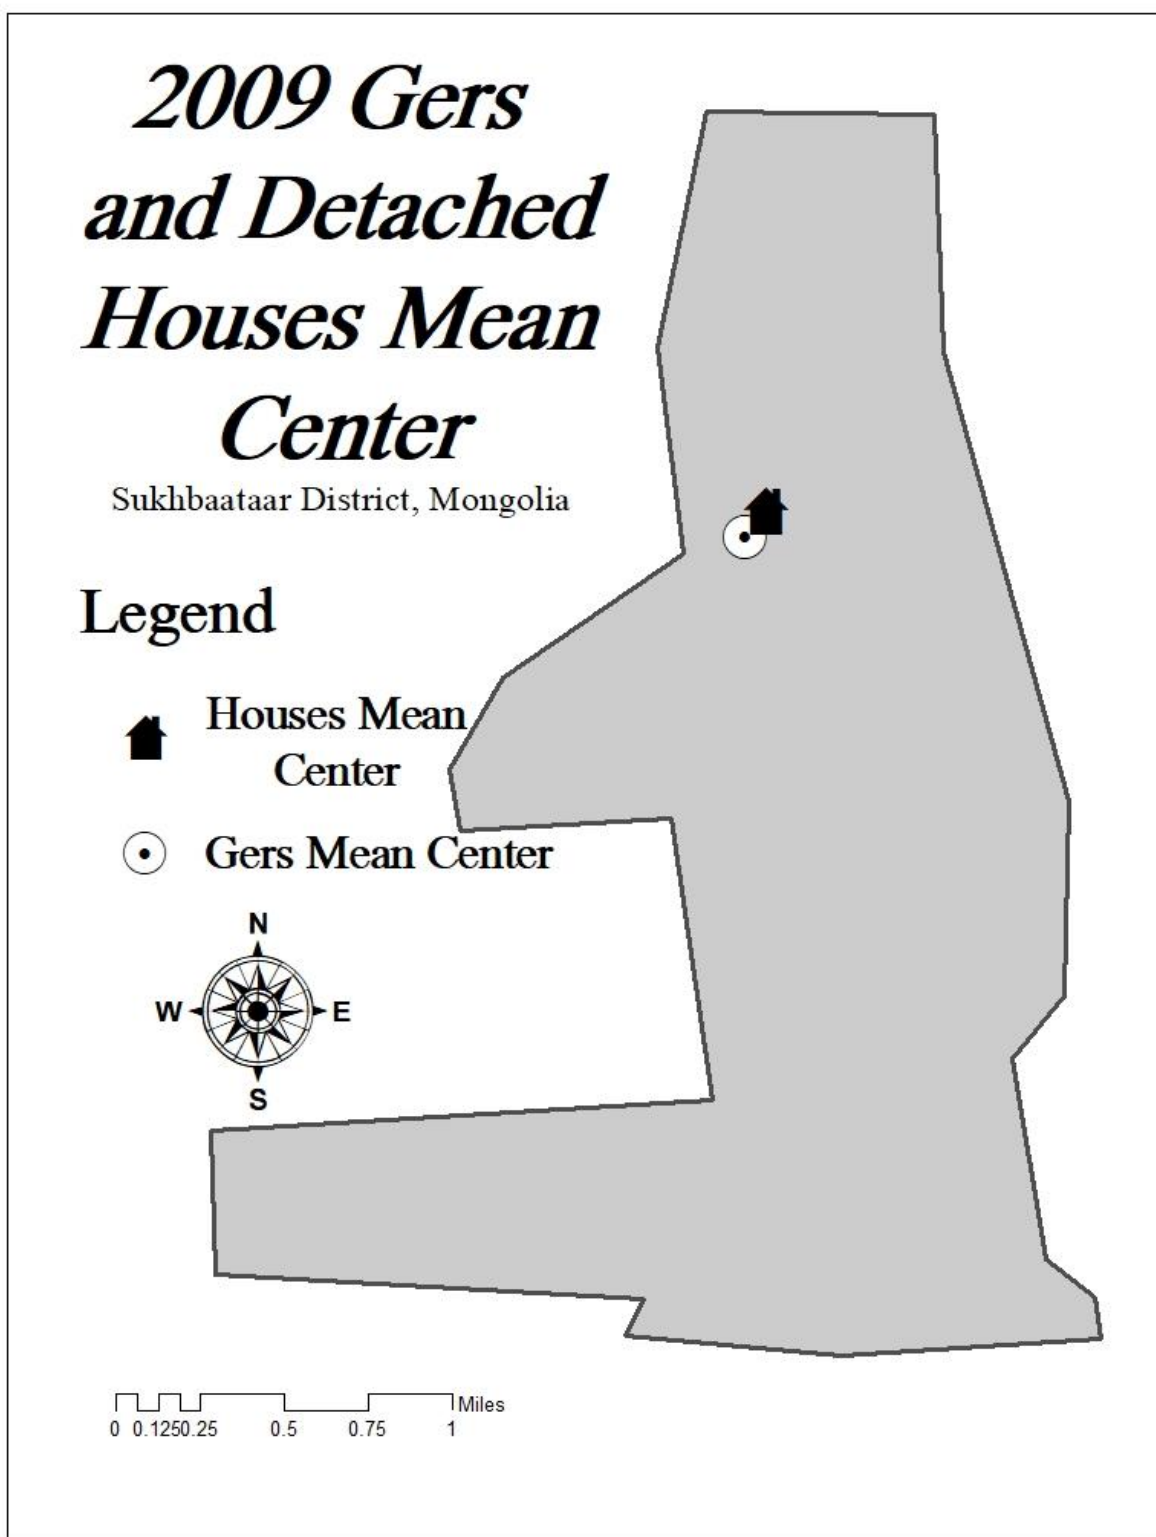 2009 Gers
and Detached
Houses Mean
Center
Sukhbaataar District, Mongolia
Legend
Houses Mean
Center
Gers Mean Center
N
W E
S
Miles
0 0.1250.25 0.5 0.75 1